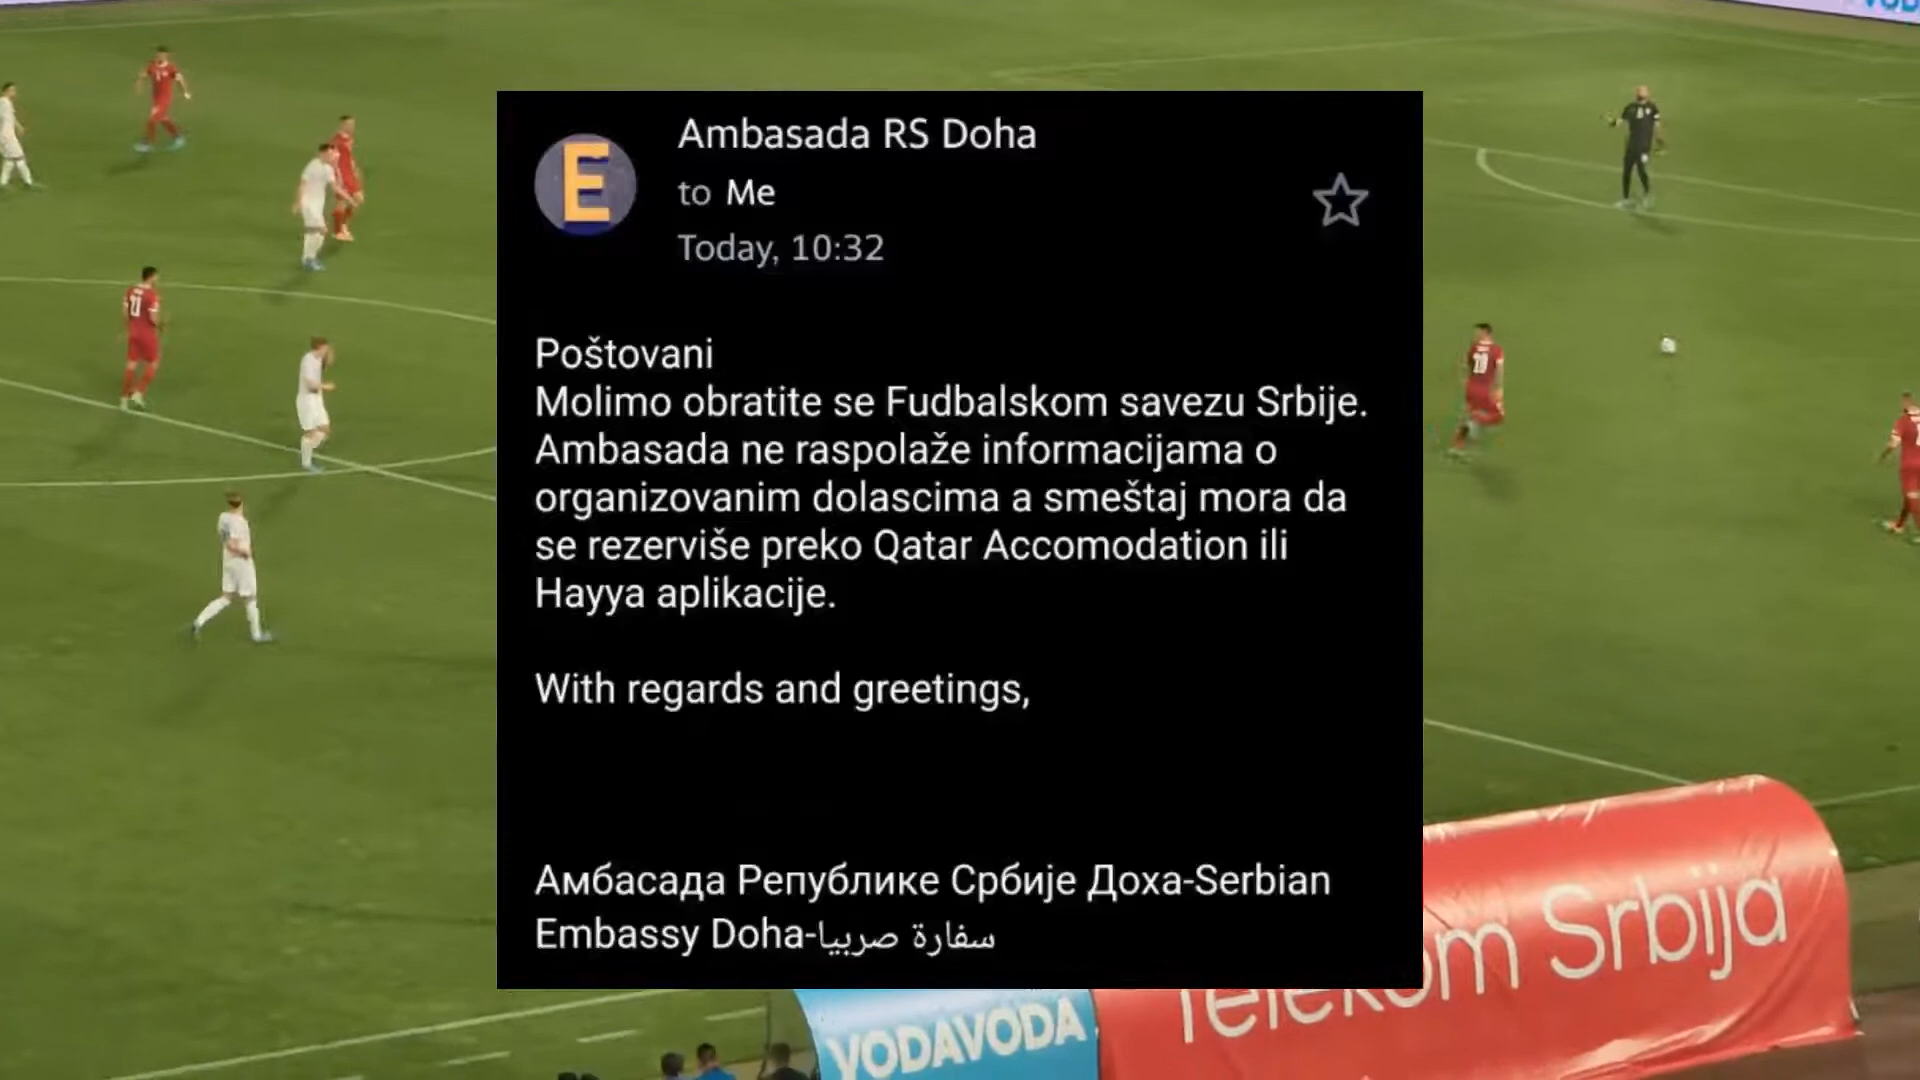 E
Ambasada RS Doha
to Me
Today, 10:32
Poštovani
Molimo obratite se Fudbalskom savezu Srbije.
Ambasada ne raspolaže informacijama o
organizovanim dolascima a smeštaj mora da
se rezerviše preko Qatar Accomodation ili
Hayya aplikacije.
With regards and greetings,
Амбасада Републике Србије Доха-Serbian
Embassy Doha-سفارة صربيا
VODAVODA
Telekom Srbija